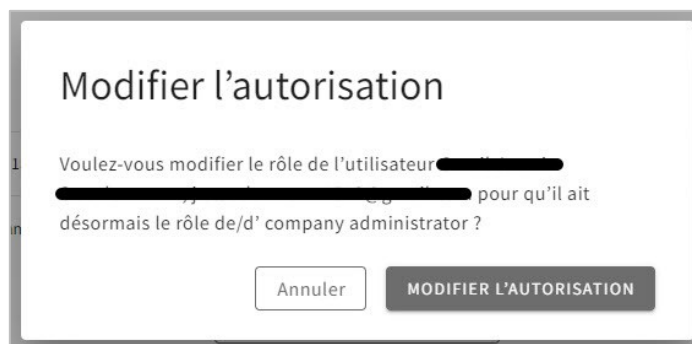 Modifier l’autorisation
Voulez-vous modifier le rôle de l’utilisateur
pour qu’il ait
désormais le rôle de/d’ company administrator ?
Annuler
MODIFIER L’AUTORISATION